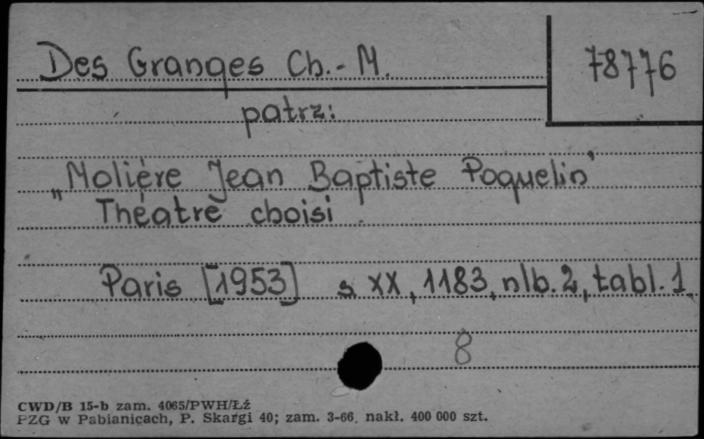 Des Granges Ch.-M.
78776
patrz:
„Molière Jean Baptiste Poquelin"
Théatre choisi
Paris [1953] s XX, 1183, nlb. 2, tabl. 1
8
CWD/B 15-b zam. 4065/PWH/Łź
PZG w Pabianicach, P. Skargi 40; zam. 3-66. nakł. 400 000 szt.